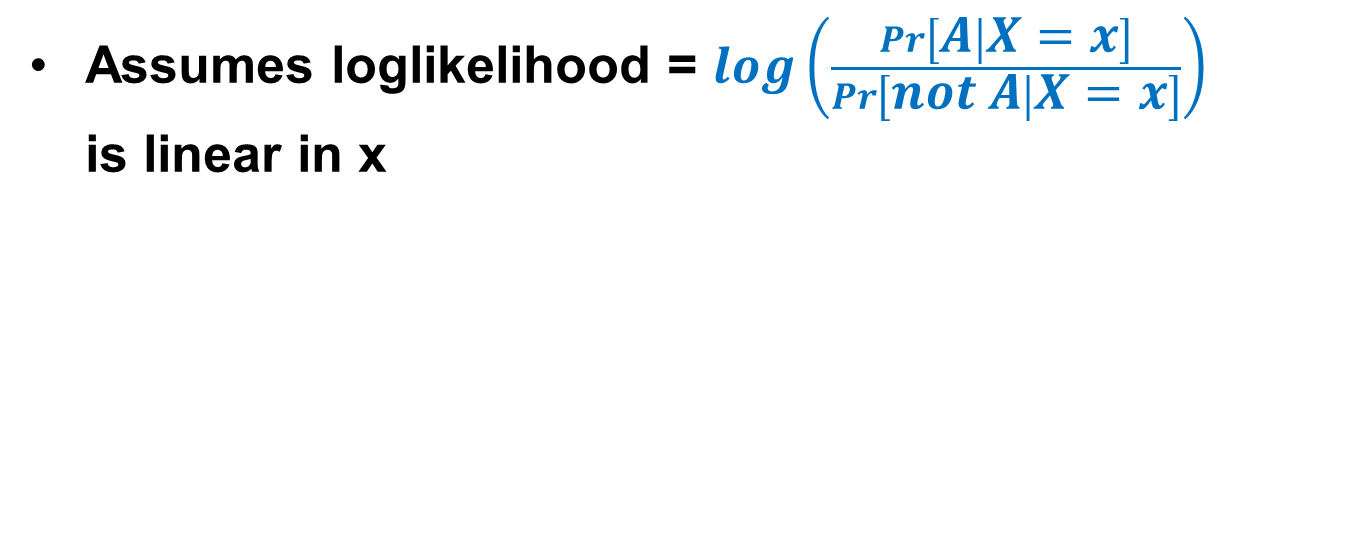 • Assumes loglikelihood = log(Pr[A|X = x] / Pr[not A|X = x])
is linear in x